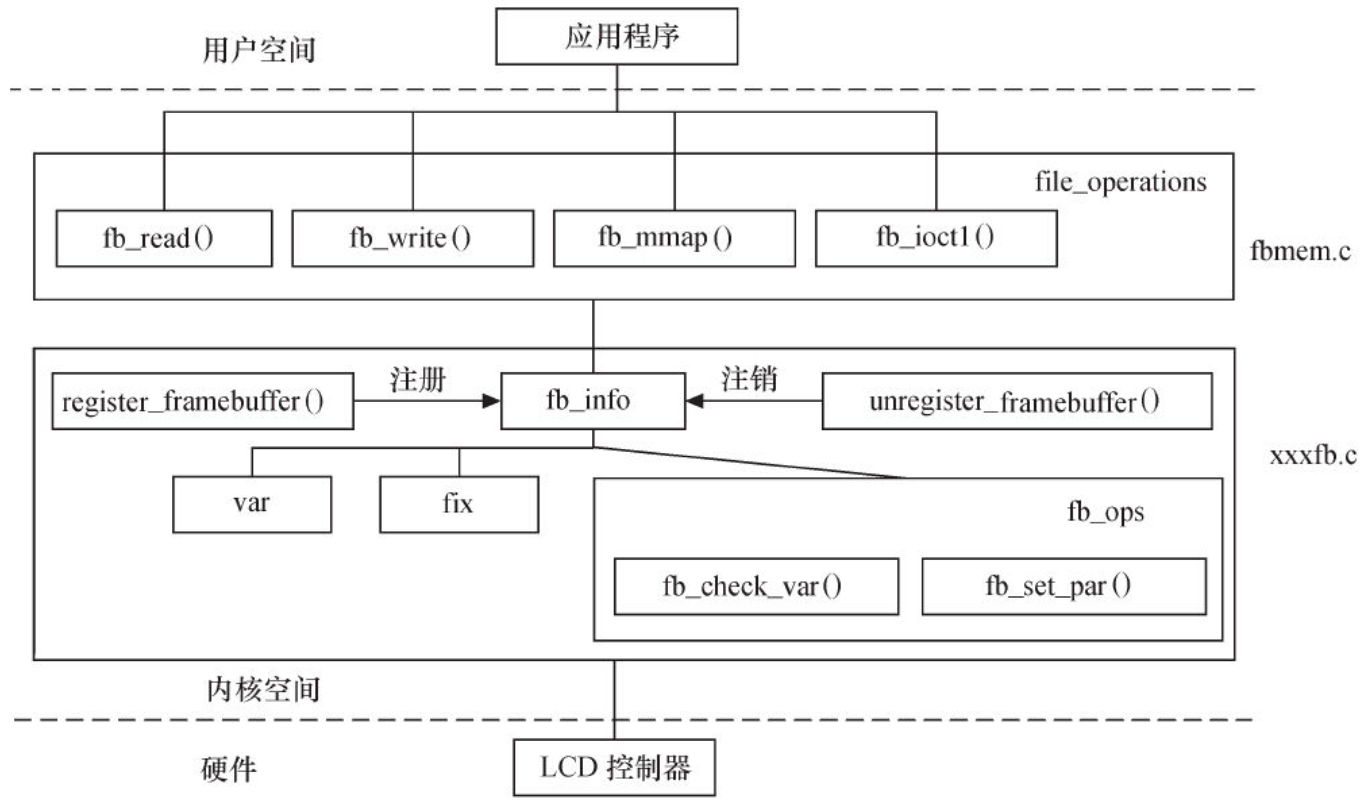 应用程序
用户空间
file_operations
fb_read()
fb_write()
fb_mmap()
fb_ioct1()
fbmem.c
register_framebuffer()
注册
fb_info
注销
unregister_framebuffer()
xxxfb.c
var
fix
fb_ops
fb_check_var()
fb_set_par()
内核空间
硬件
LCD 控制器